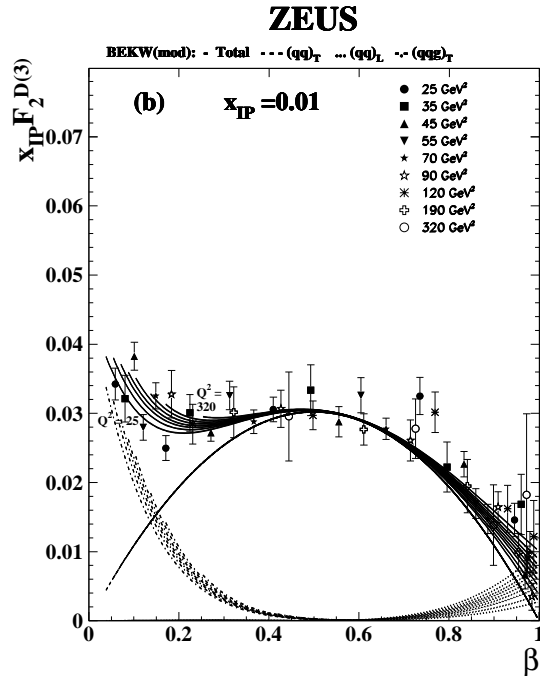 ZEUS
BEKW(mod): - Total --- (qq)T ... (qq)L -.- (qqg)T
xIPF2D(3)
(b) xIP =0.01
25 GeV²
35 GeV²
45 GeV²
55 GeV²
70 GeV²
90 GeV²
120 GeV²
190 GeV²
320 GeV²
0.07
0.06
0.05
0.04
0.03
0.02
0.01
0
Q² =
320
Q² = 25
0 0.2 0.4 0.6 0.8 1
β